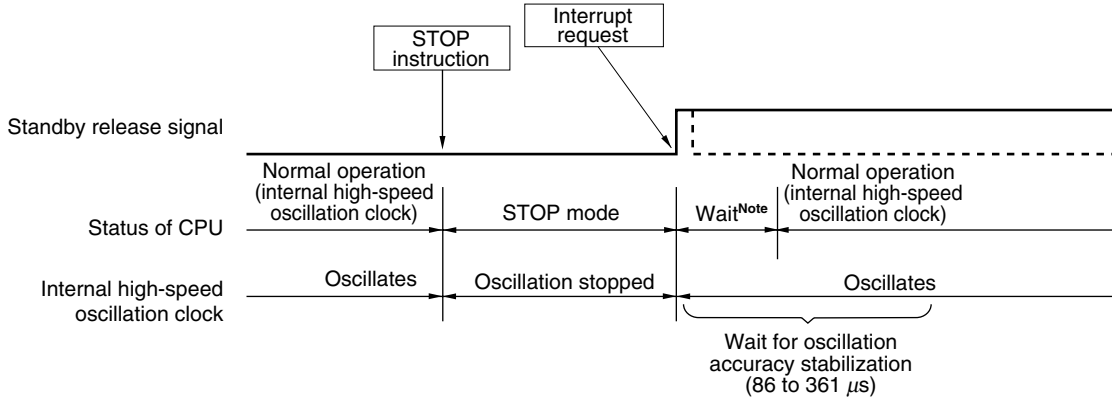 Interrupt
request
STOP
instruction
Standby release signal
Normal operation
(internal high-speed
oscillation clock)
Normal operation
(internal high-speed
oscillation clock)
Status of CPU
STOP mode
WaitNote
Internal high-speed
oscillation clock
Oscillates
Oscillation stopped
Oscillates
Wait for oscillation
accuracy stabilization
(86 to 361 μs)